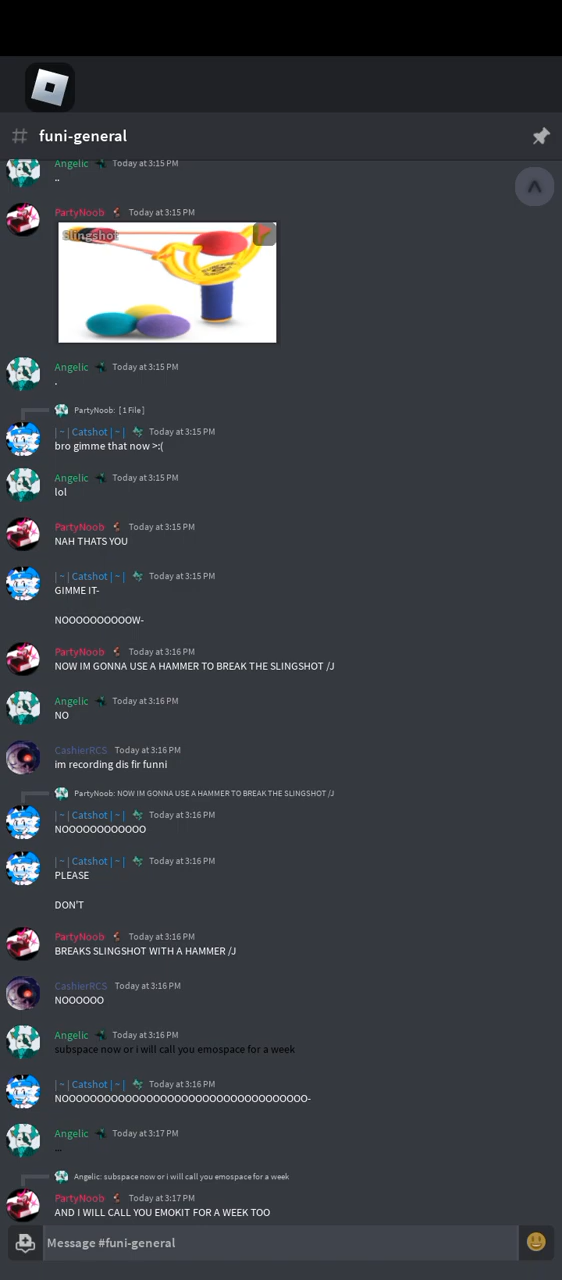 funi-general
Angelic Today at 3:15 PM
..
PartyNoob Today at 3:15 PM
Slingshot
Angelic Today at 3:15 PM
.
PartyNoob: [1 File]
| ~ | Catshot | ~ | Today at 3:15 PM
bro gimme that now >:(
Angelic Today at 3:15 PM
lol
PartyNoob Today at 3:15 PM
NAH THATS YOU
| ~ | Catshot | ~ | Today at 3:15 PM
GIMME IT-
NOOOOOOOOOOW-
PartyNoob Today at 3:16 PM
NOW IM GONNA USE A HAMMER TO BREAK THE SLINGSHOT /J
Angelic Today at 3:16 PM
NO
CashierRCS Today at 3:16 PM
im recording dis fir funni
PartyNoob: NOW IM GONNA USE A HAMMER TO BREAK THE SLINGSHOT /J
| ~ | Catshot | ~ | Today at 3:16 PM
NOOOOOOOOOOOO
| ~ | Catshot | ~ | Today at 3:16 PM
PLEASE
DON'T
PartyNoob Today at 3:16 PM
BREAKS SLINGSHOT WITH A HAMMER /J
CashierRCS Today at 3:16 PM
NOOOOOO
Angelic Today at 3:16 PM
subspace now or i will call you emospace for a week
| ~ | Catshot | ~ | Today at 3:16 PM
NOOOOOOOOOOOOOOOOOOOOOOOOOOOOOOOOOOO-
Angelic Today at 3:17 PM
...
Angelic: subspace now or i will call you emospace for a week
PartyNoob Today at 3:17 PM
AND I WILL CALL YOU EMOKIT FOR A WEEK TOO
Message #funi-general